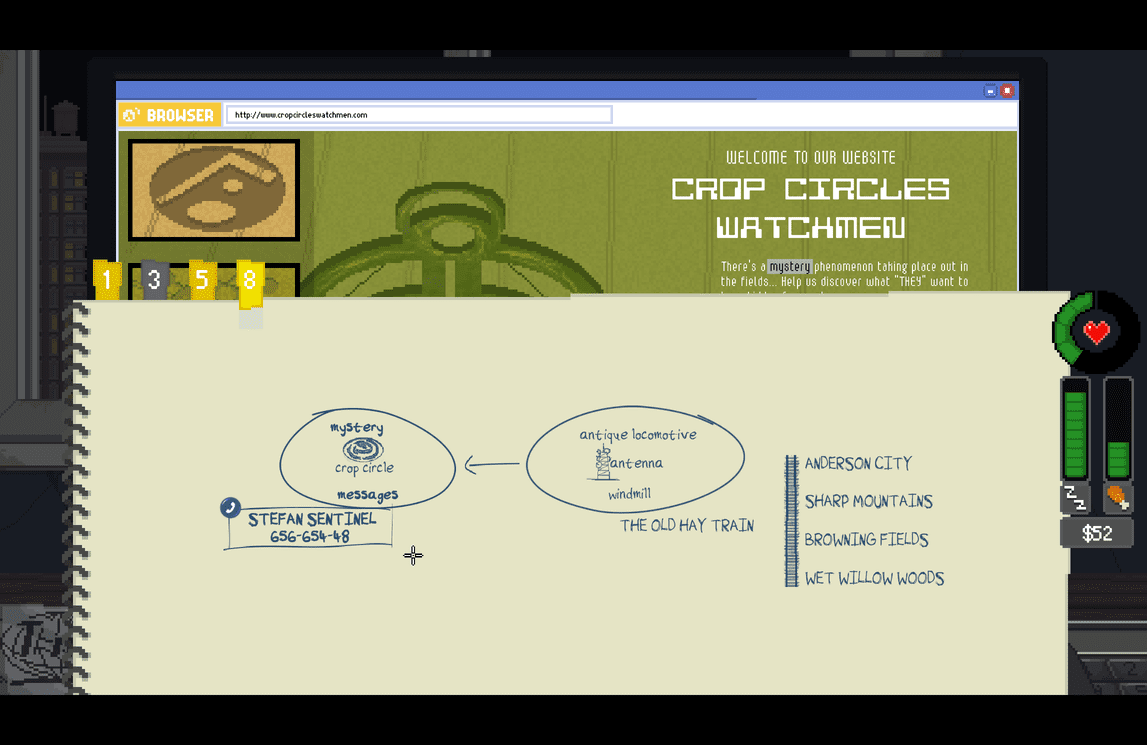 BROWSER
http://www.cropcircleswatchmen.com
WELCOME TO OUR WEBSITE
CROP CIRCLES
WATCHMEN
There's a mystery phenomenon taking place out in
the fields... Help us discover what "THEY" want to
1
3
5
8
mystery
crop circle
messages
STEFAN SENTINEL
656-654-48
antique locomotive
antenna
windmill
THE OLD HAY TRAIN
ANDERSON CITY
SHARP MOUNTAINS
BROWNING FIELDS
WET WILLOW WOODS
ZZZ
$52